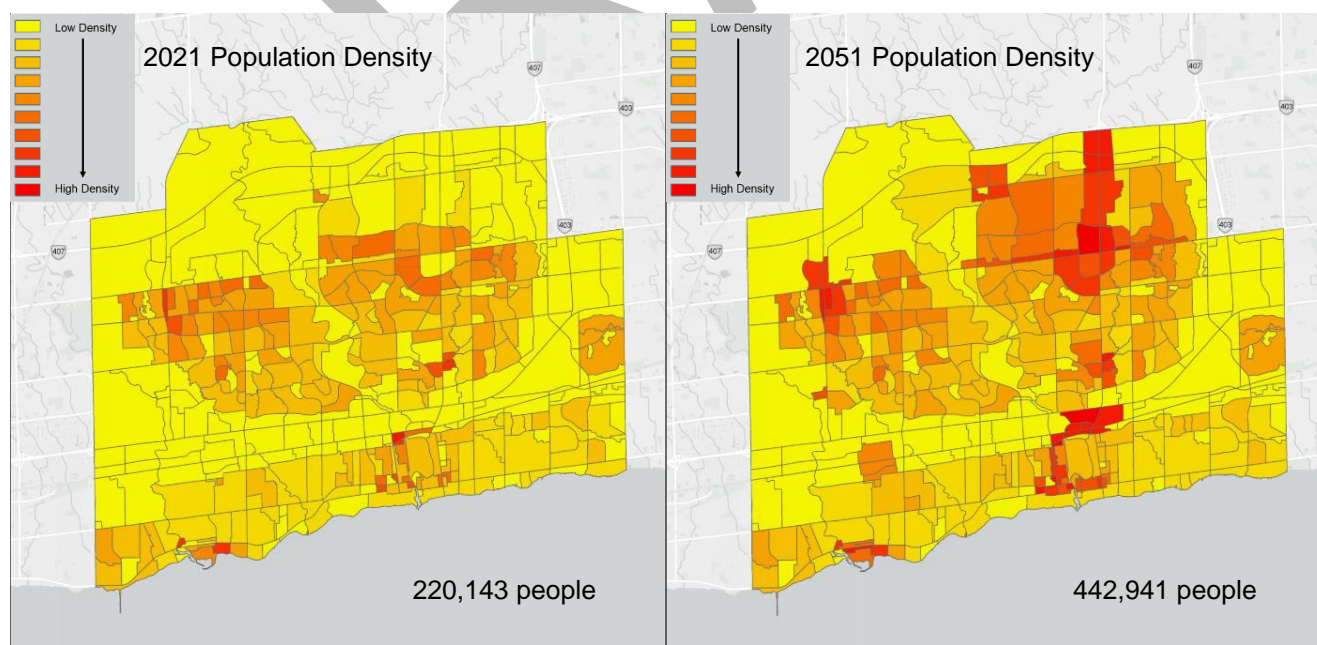 Low Density
High Density
2021 Population Density
407
403
403
407
220,143 people
Low Density
High Density
2051 Population Density
407
403
403
407
442,941 people